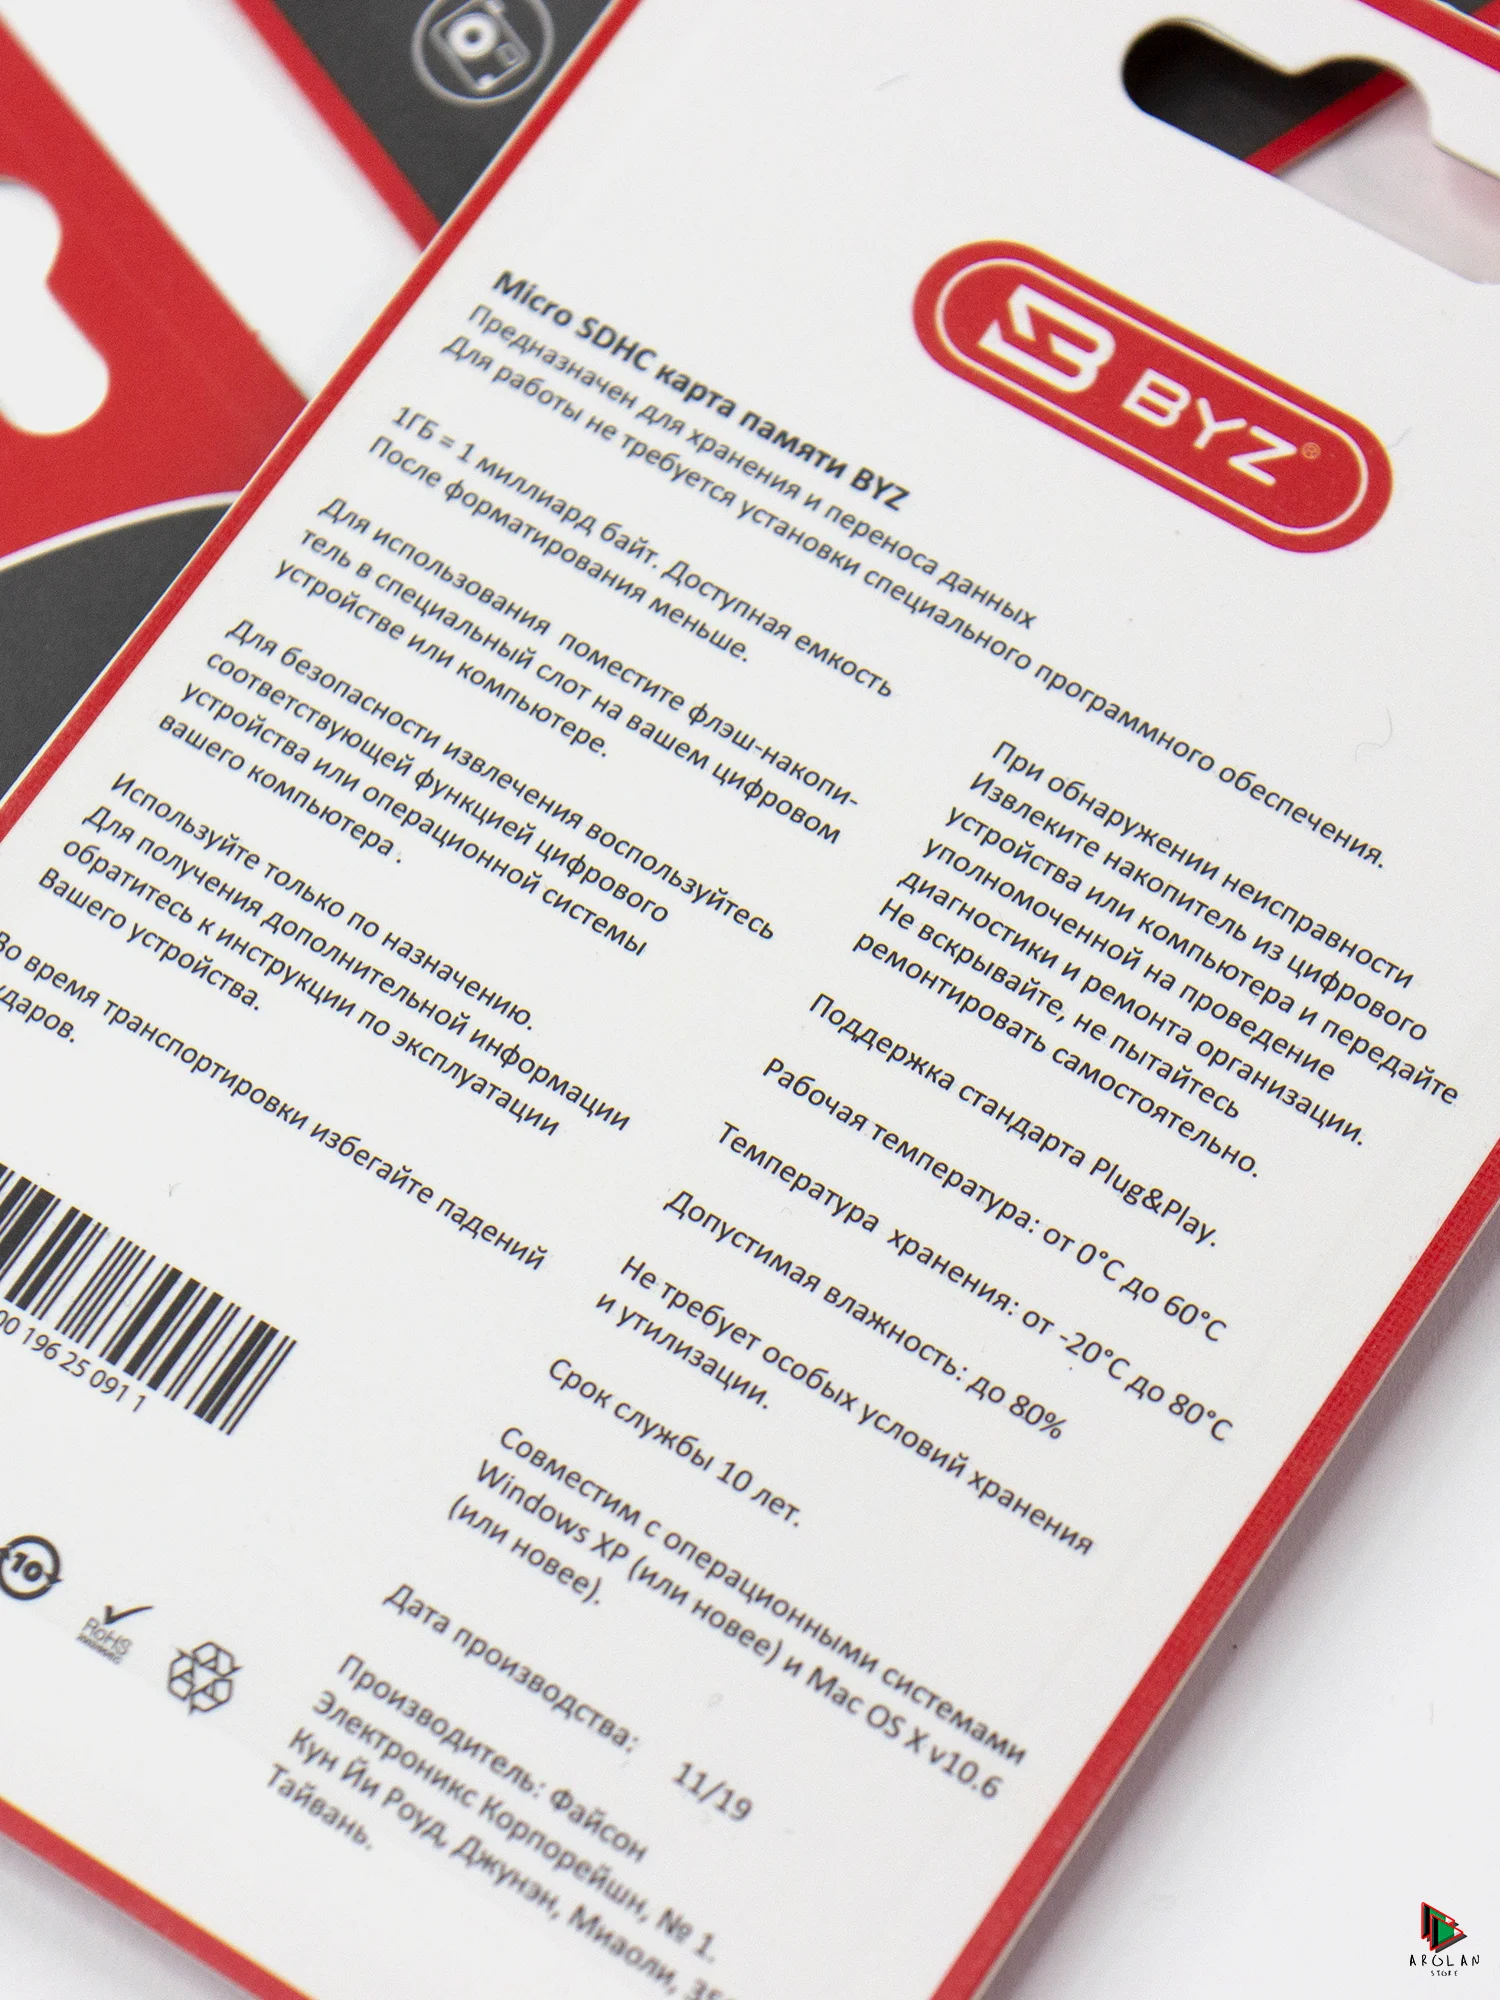 BYZ®
Micro SDHC карта памяти BYZ
Предназначен для хранения и переноса данных
Для работы не требуется установки специального программного обеспечения.
1ГБ = 1 миллиард байт. Доступная емкость
После форматирования меньше.
Для использования поместите флэш-накопи-
тель в специальный слот на вашем цифровом
устройстве или компьютере.
Для безопасности извлечения воспользуйтесь
соответствующей функцией цифрового
устройства или операционной системы
вашего компьютера .
Используйте только по назначению.
Для получения дополнительной информации
обратитесь к инструкции по эксплуатации
Вашего устройства.
Во время транспортировки избегайте падений
ударов.
00 196 25 091 1
10
RoHS
При обнаружении неисправности
Извлеките накопитель из цифрового
устройства или компьютера и передайте
уполномоченной на проведение
диагностики и ремонта организации.
Не вскрывайте, не пытайтесь
ремонтировать самостоятельно.
Поддержка стандарта Plug&Play.
Рабочая температура: от 0°C до 60°C
Температура хранения: от -20°C до 80°C
Допустимая влажность: до 80%
Не требует особых условий хранения
и утилизации.
Срок службы 10 лет.
Совместим с операционными системами
Windows XP (или новее) и Mac OS X v10.6
(или новее).
Дата производства: 11/19
Производитель: Файсон
Электроникс Корпорейшн, № 1.
Кун Йи Роуд, Джунэн, Миаоли,
Тайвань.
AROLAN
STORE